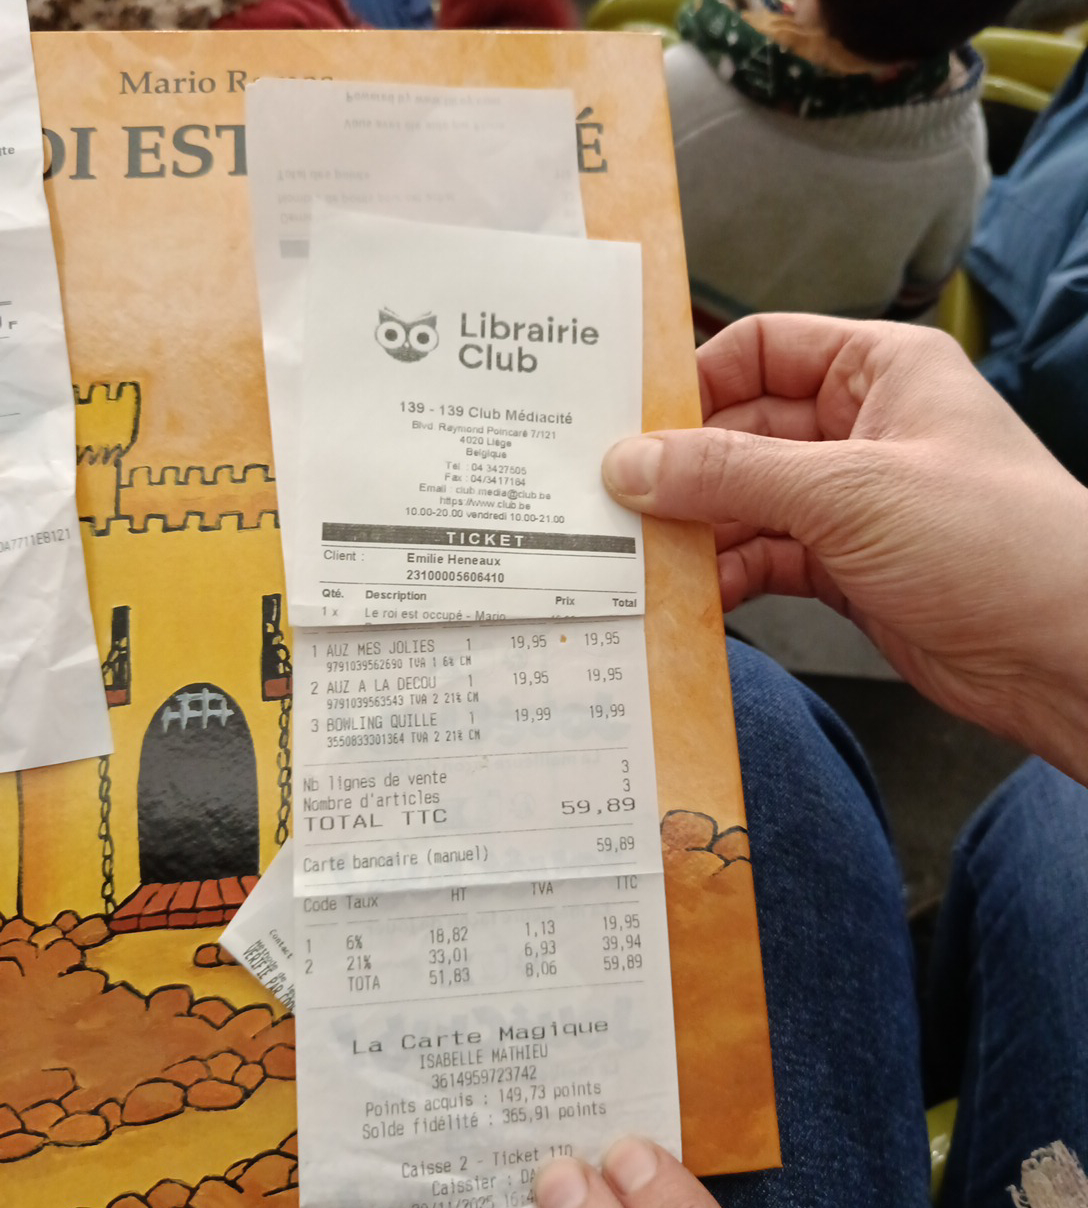 Mario
OI EST É
Librairie
Club
139 - 139 Club Médiacité
Blvd. Raymond Poincaré 7/121
4020 Liège
Belgique
Tel : 04 3427605
Fax : 04/3417164
Email : club.media@club.be
https://www.club.be
10.00-20.00 vendredi 10.00-21.00
TICKET
Client : Emilie Heneaux
23100005606410
Qté. Description Prix Total
1 x Le roi est occupé - Mario
1 AUZ MES JOLIES 1 19,95 19,95
9791039562690 TVA 1 6% CM
2 AUZ A LA DECOU 1 19,95 19,95
9791039563543 TVA 2 21% CM
3 BOWLING QUILLE 1 19,99 19,99
3550833301364 TVA 2 21% CM
Nb lignes de vente 3
Nombre d'articles 3
TOTAL TTC 59,89
Carte bancaire (manuel) 59,89
Code Taux HT TVA TTC
1 6% 18,82 1,13 19,95
2 21% 33,01 6,93 39,94
TOTA 51,83 8,06 59,89
La Carte Magique
ISABELLE MATHIEU
3614959723742
Points acquis : 149,73 points
Solde fidélité : 365,91 points
Caisse 2 - Ticket 110
Caissier : DA
0A7711EB121
Contact